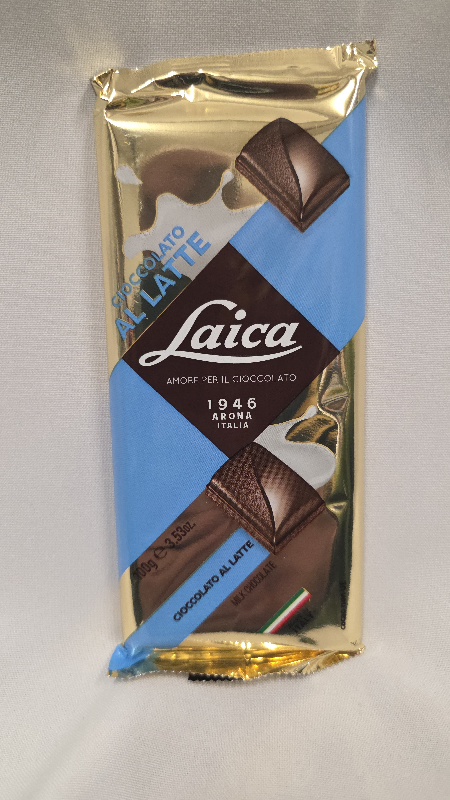 CIOCCOLATO
AL LATTE
Laica
AMORE PER IL CIOCCOLATO
1946
ARONA
ITALIA
100g e 3,53oz.
CIOCCOLATO AL LATTE
MILK CHOCOLATE